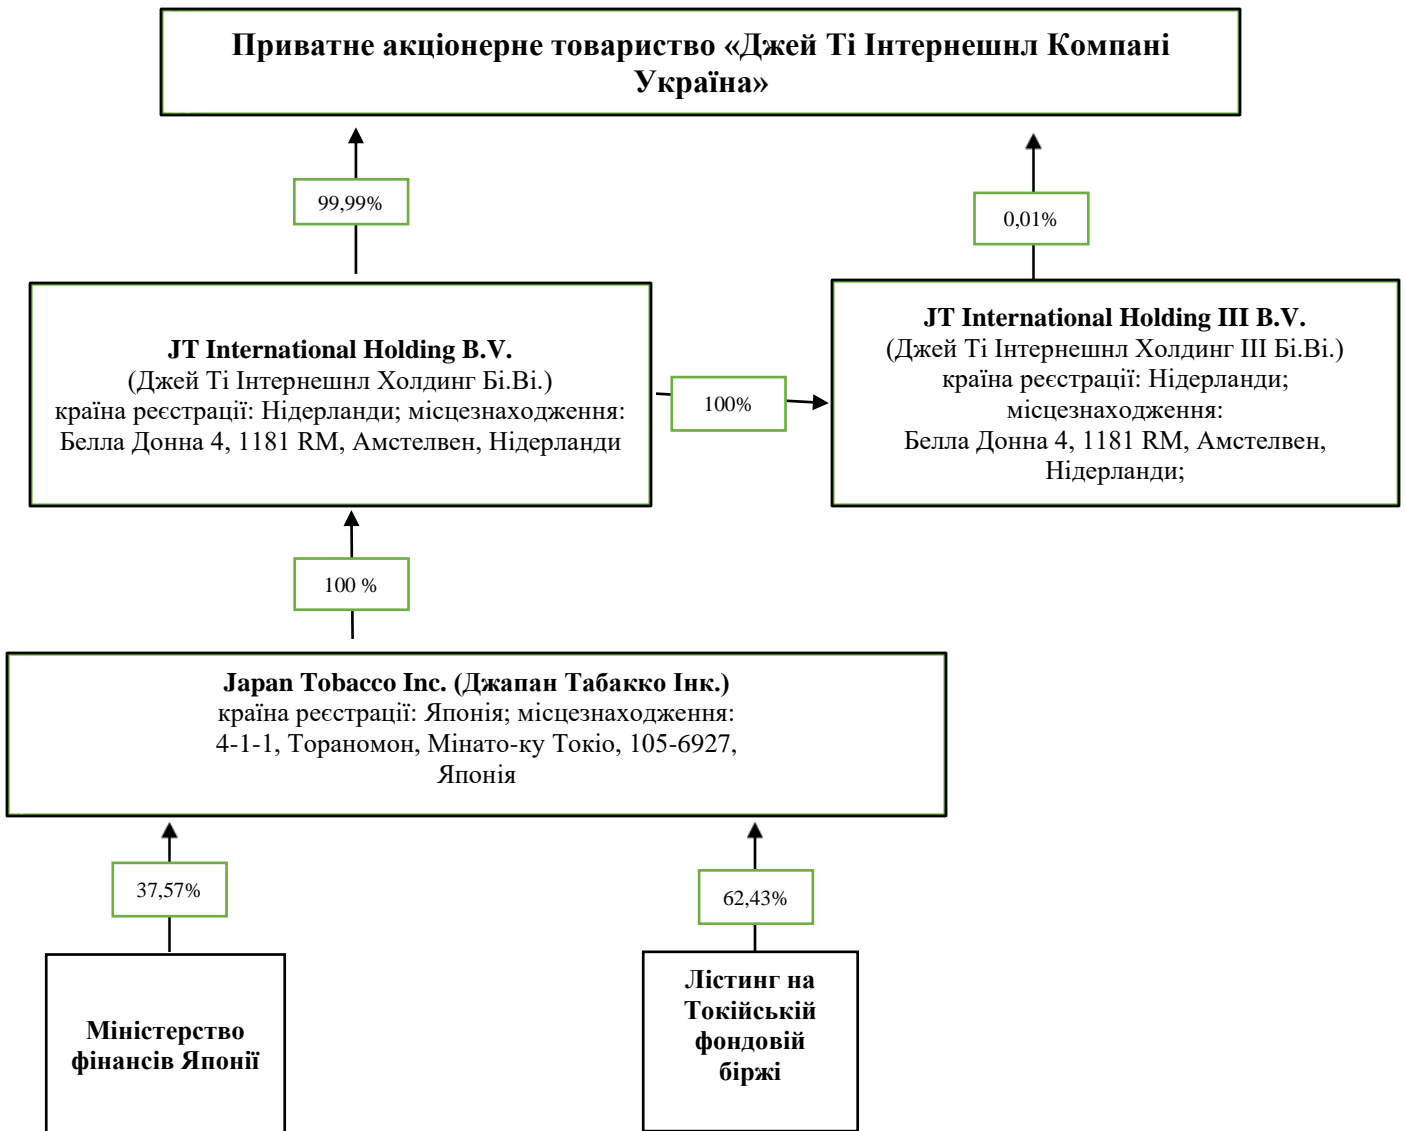 Приватне акціонерне товариство «Джей Ті Інтернешнл Компані
Україна»
99,99%
0,01%
JT International Holding B.V.
(Джей Ті Інтернешнл Холдинг Бі.Ві.)
країна реєстрації: Нідерланди; місцезнаходження:
Белла Донна 4, 1181 RM, Амстелвен, Нідерланди
100%
JT International Holding III B.V.
(Джей Ті Інтернешнл Холдинг III Бі.Ві.)
країна реєстрації: Нідерланди;
місцезнаходження:
Белла Донна 4, 1181 RM, Амстелвен,
Нідерланди;
100 %
Japan Tobacco Inc. (Джапан Табакко Інк.)
країна реєстрації: Японія; місцезнаходження:
4-1-1, Тораномон, Мінато-ку Токіо, 105-6927,
Японія
37,57%
62,43%
Міністерство
фінансів Японії
Лістинг на
Токійській
фондовій
біржі